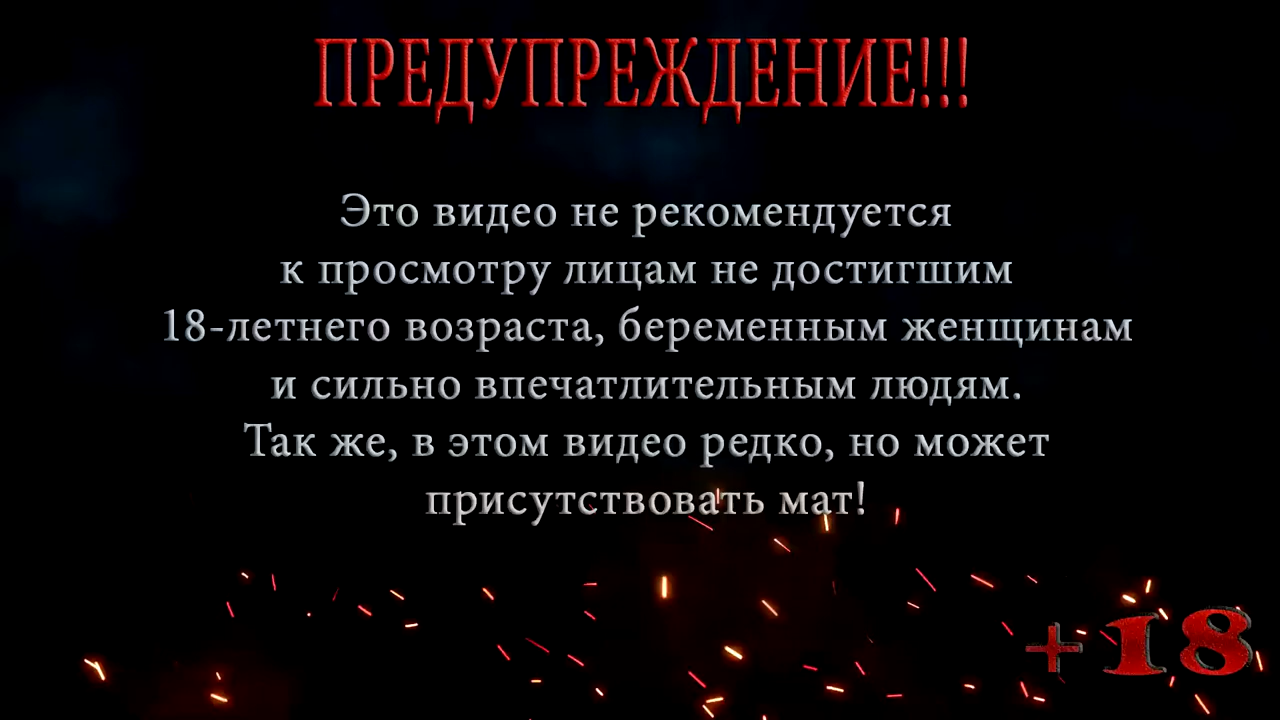 ПРЕДУПРЕЖДЕНИЕ!!!
Это видео не рекомендуется
к просмотру лицам не достигшим
18-летнего возраста, беременным женщинам
и сильно впечатлительным людям.
Так же, в этом видео редко, но может
присутствовать мат!
+18